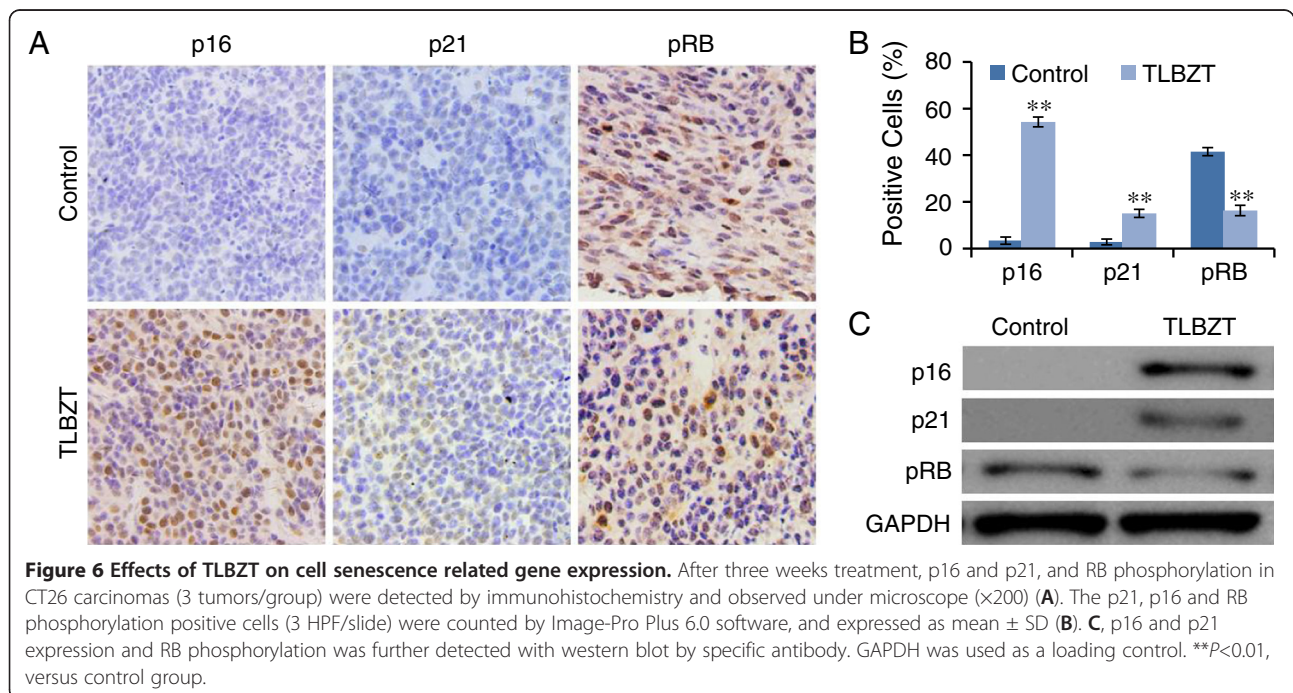 A
p16 p21 pRB
Control
TLBZT
B
Positive Cells (%)
Control TLBZT
80
60
40
20
0
**
**
**
p16 p21 pRB
C
Control TLBZT
p16
p21
pRB
GAPDH
Figure 6 Effects of TLBZT on cell senescence related gene expression. After three weeks treatment, p16 and p21, and RB phosphorylation in
CT26 carcinomas (3 tumors/group) were detected by immunohistochemistry and observed under microscope (×200) (A). The p21, p16 and RB
phosphorylation positive cells (3 HPF/slide) were counted by Image-Pro Plus 6.0 software, and expressed as mean ± SD (B). C, p16 and p21
expression and RB phosphorylation was further detected with western blot by specific antibody. GAPDH was used as a loading control. **P<0.01,
versus control group.